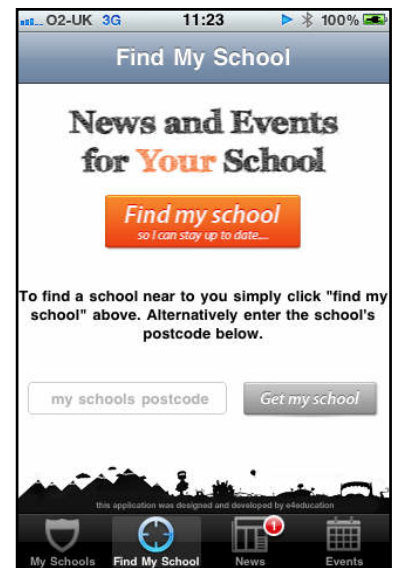 O2-UK 3G 11:23 100%
Find My School
News and Events
for Your School
Find my school
so I can stay up to date....
To find a school near to you simply click "find my
school" above. Alternatively enter the school's
postcode below.
my schools postcode Get my school
this application was designed and developed by e4education
1
My Schools Find My School News Events